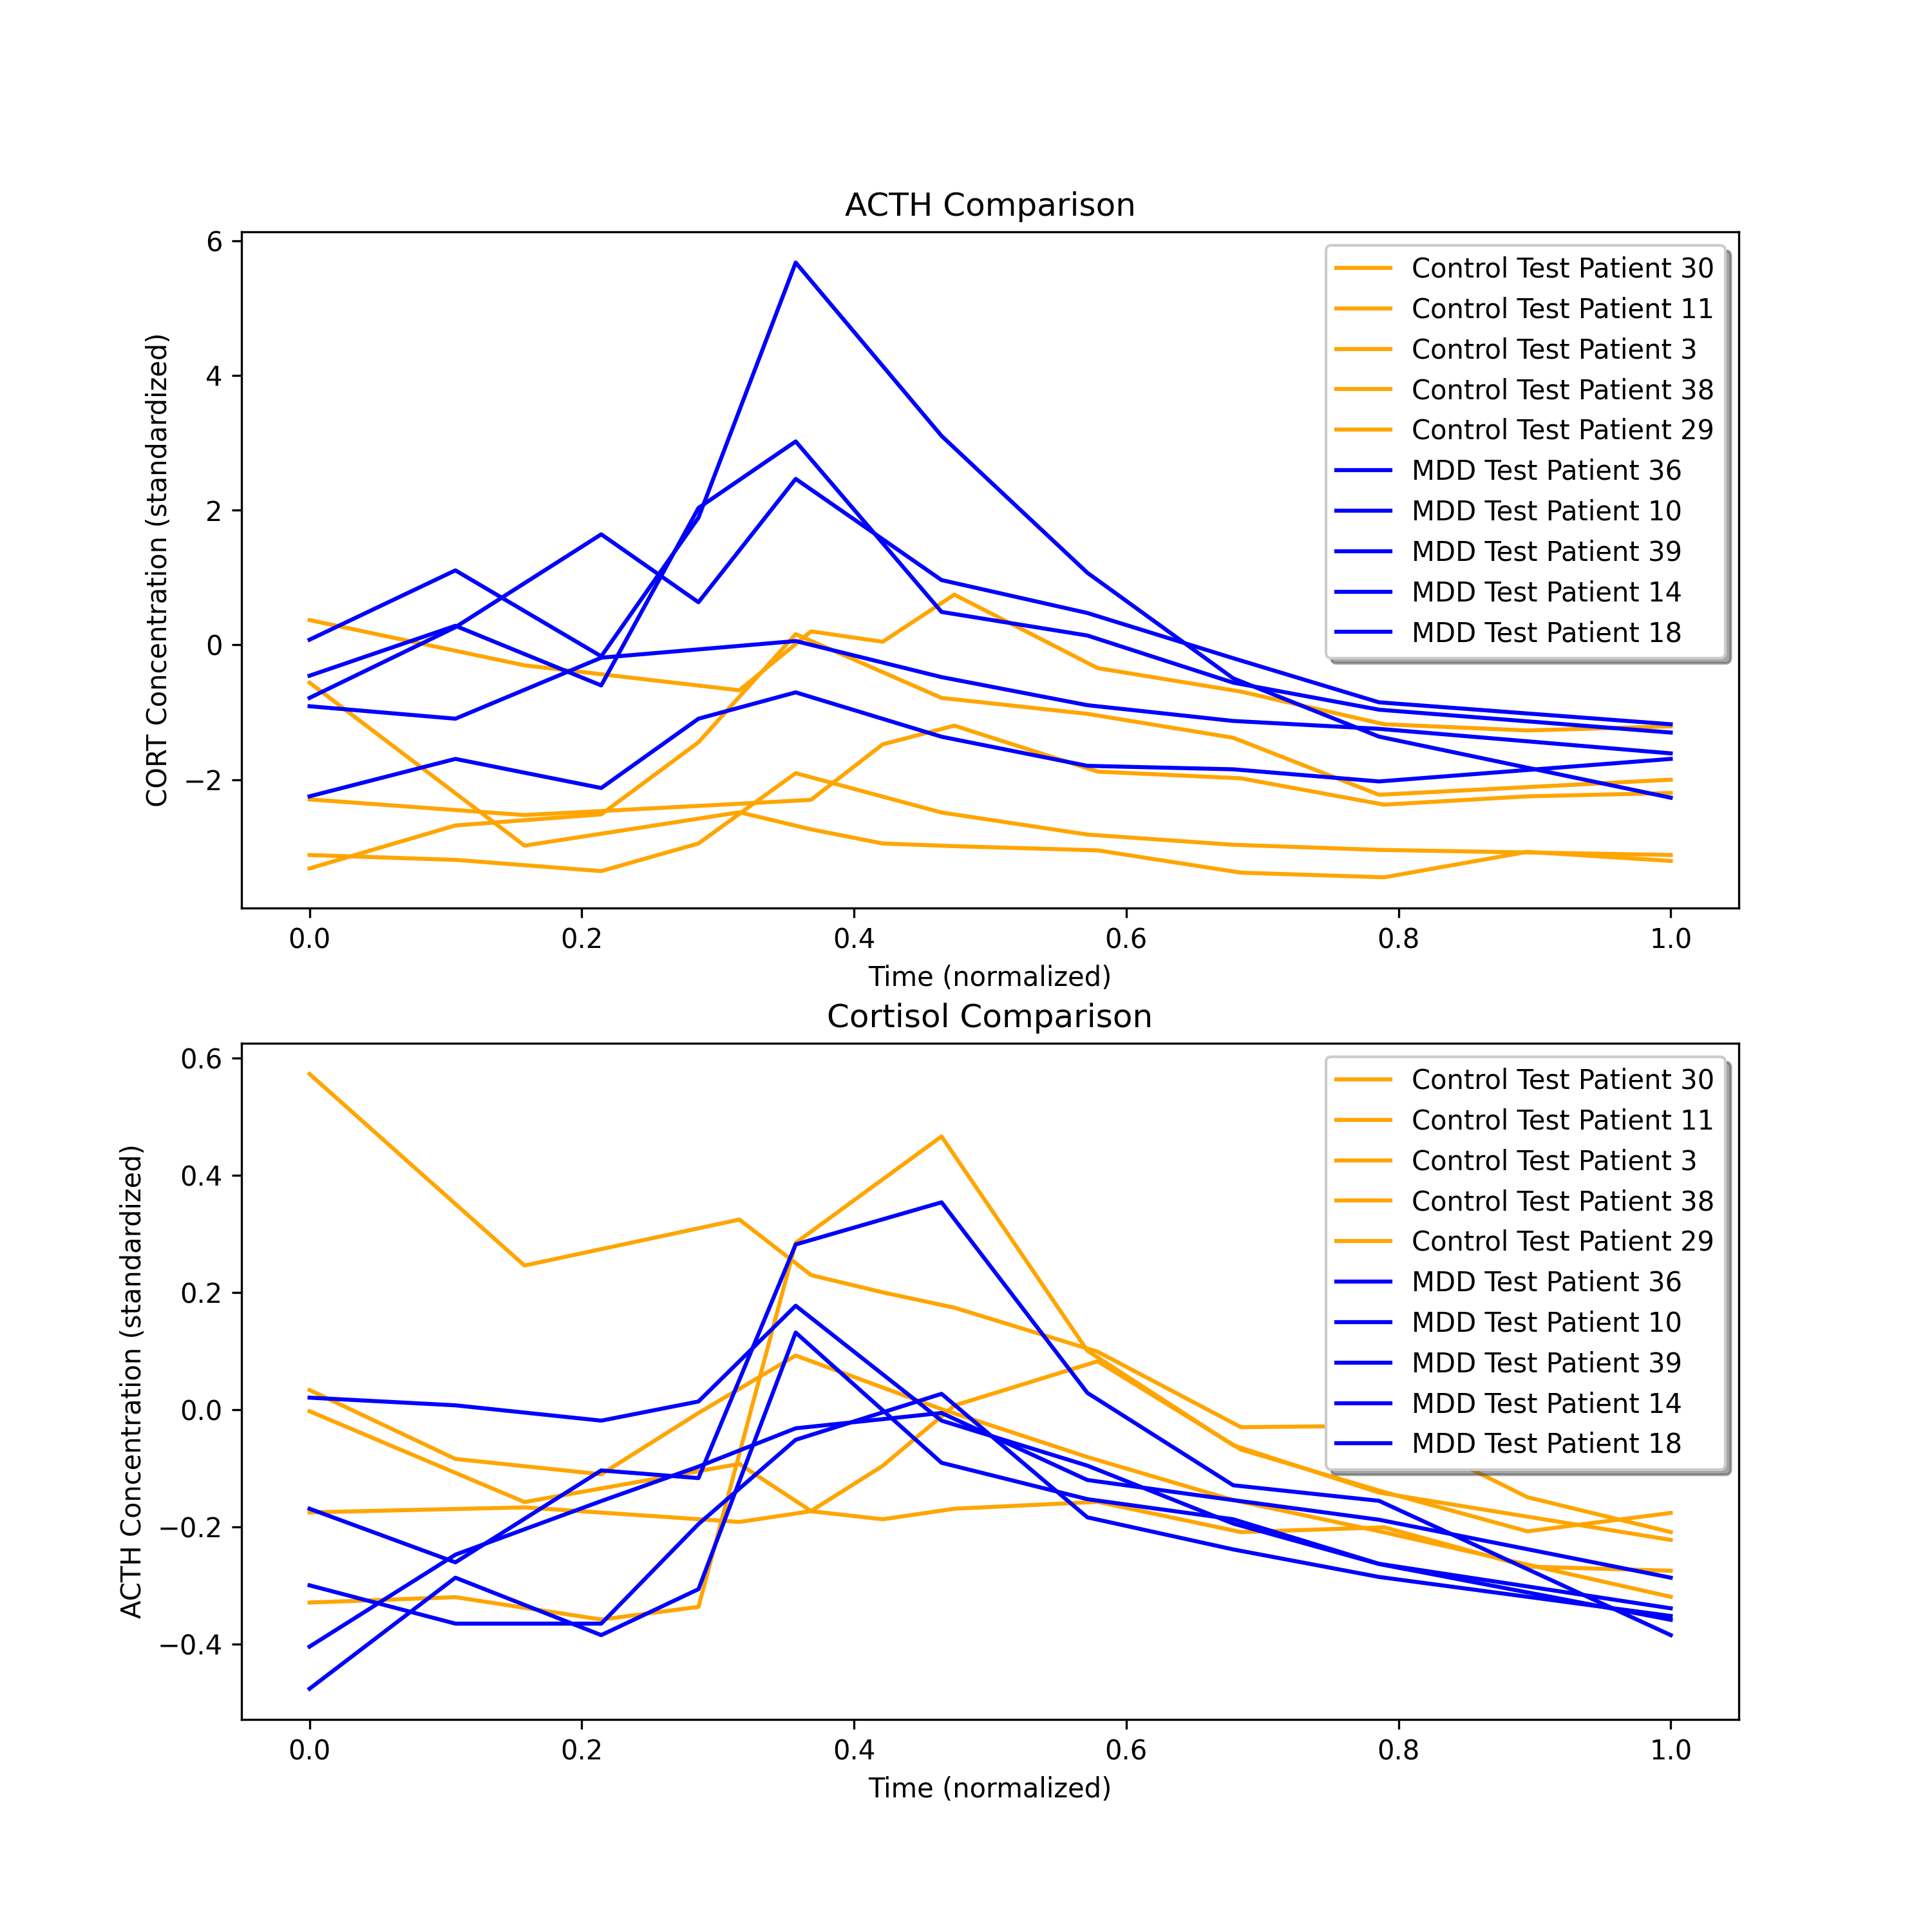 ACTH Comparison
CORT Concentration (standardized)
6
4
2
0
−2
Control Test Patient 30
Control Test Patient 11
Control Test Patient 3
Control Test Patient 38
Control Test Patient 29
MDD Test Patient 36
MDD Test Patient 10
MDD Test Patient 39
MDD Test Patient 14
MDD Test Patient 18
0.0 0.2 0.4 0.6 0.8 1.0
Time (normalized)
Cortisol Comparison
ACTH Concentration (standardized)
0.6
0.4
0.2
0.0
−0.2
−0.4
Control Test Patient 30
Control Test Patient 11
Control Test Patient 3
Control Test Patient 38
Control Test Patient 29
MDD Test Patient 36
MDD Test Patient 10
MDD Test Patient 39
MDD Test Patient 14
MDD Test Patient 18
0.0 0.2 0.4 0.6 0.8 1.0
Time (normalized)